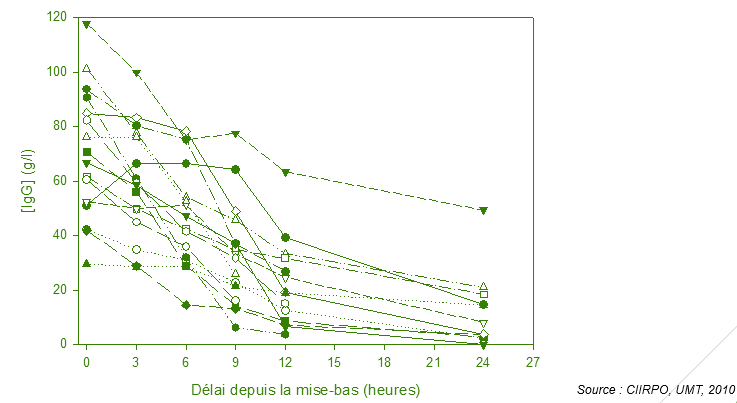 120
100
80
60
40
20
0
[IgG] (g/l)
0 3 6 9 12 15 18 21 24 27
Délai depuis la mise-bas (heures)
Source : CIIRPO, UMT, 2010